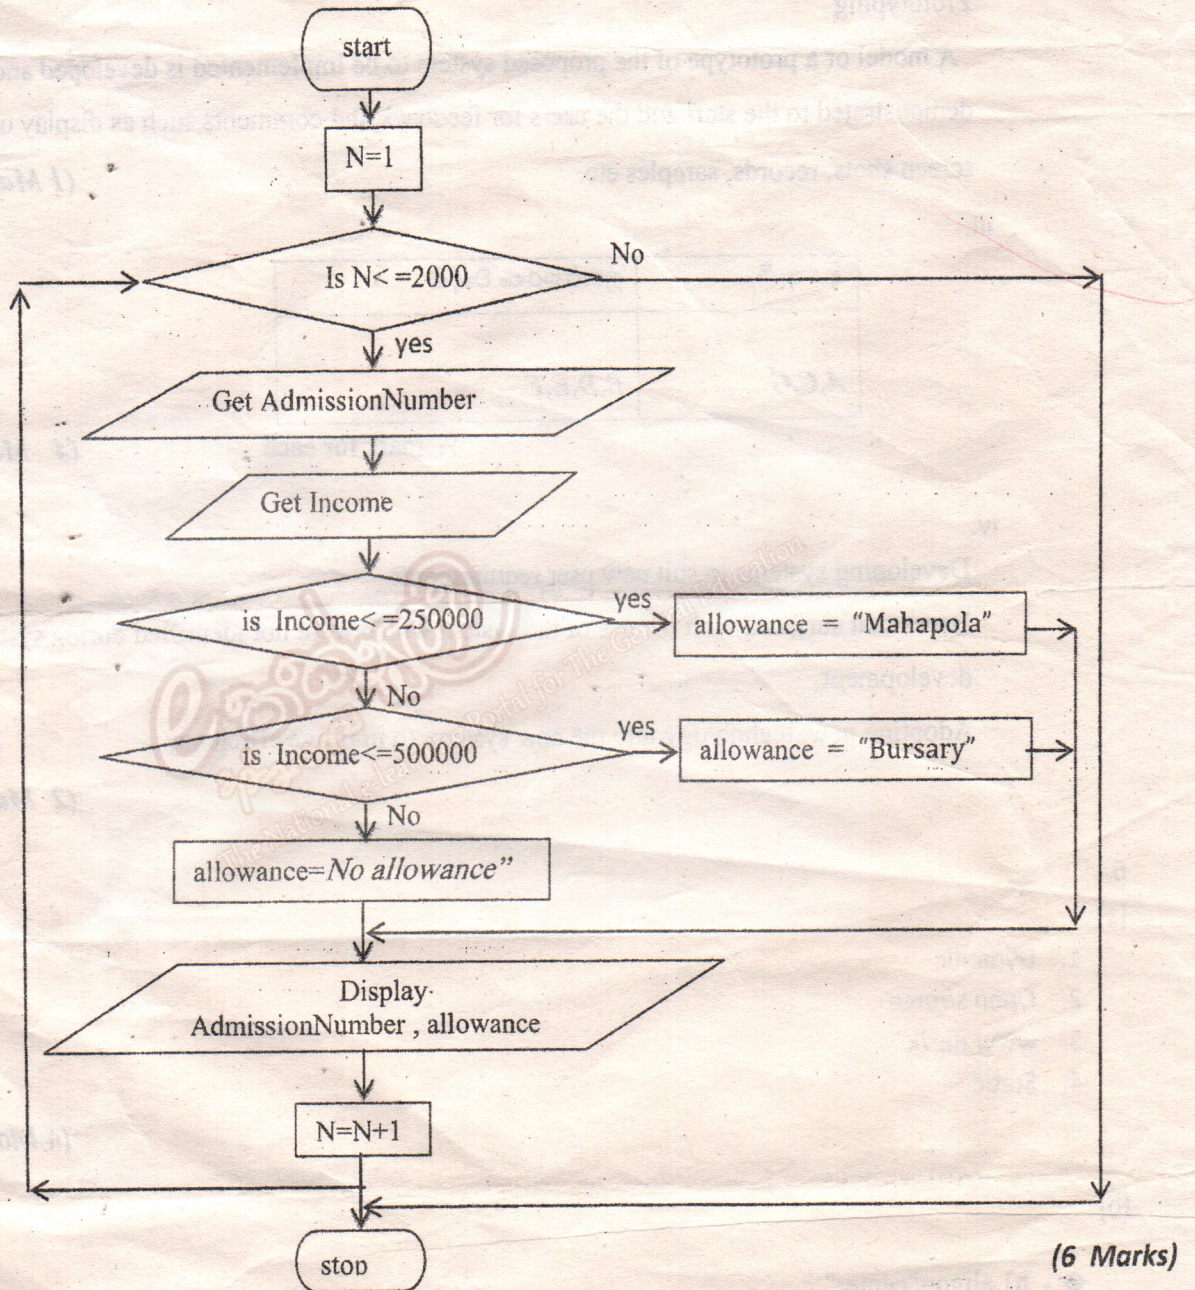 start
N=1
Is N< =2000
No
yes
Get AdmissionNumber
Get Income
is Income<=250000
yes
allowance = "Mahapola"
No
is Income<=500000
yes
allowance = "Bursary"
No
allowance=No allowance"
Display
AdmissionNumber , allowance
N=N+1
stop
(6 Marks)